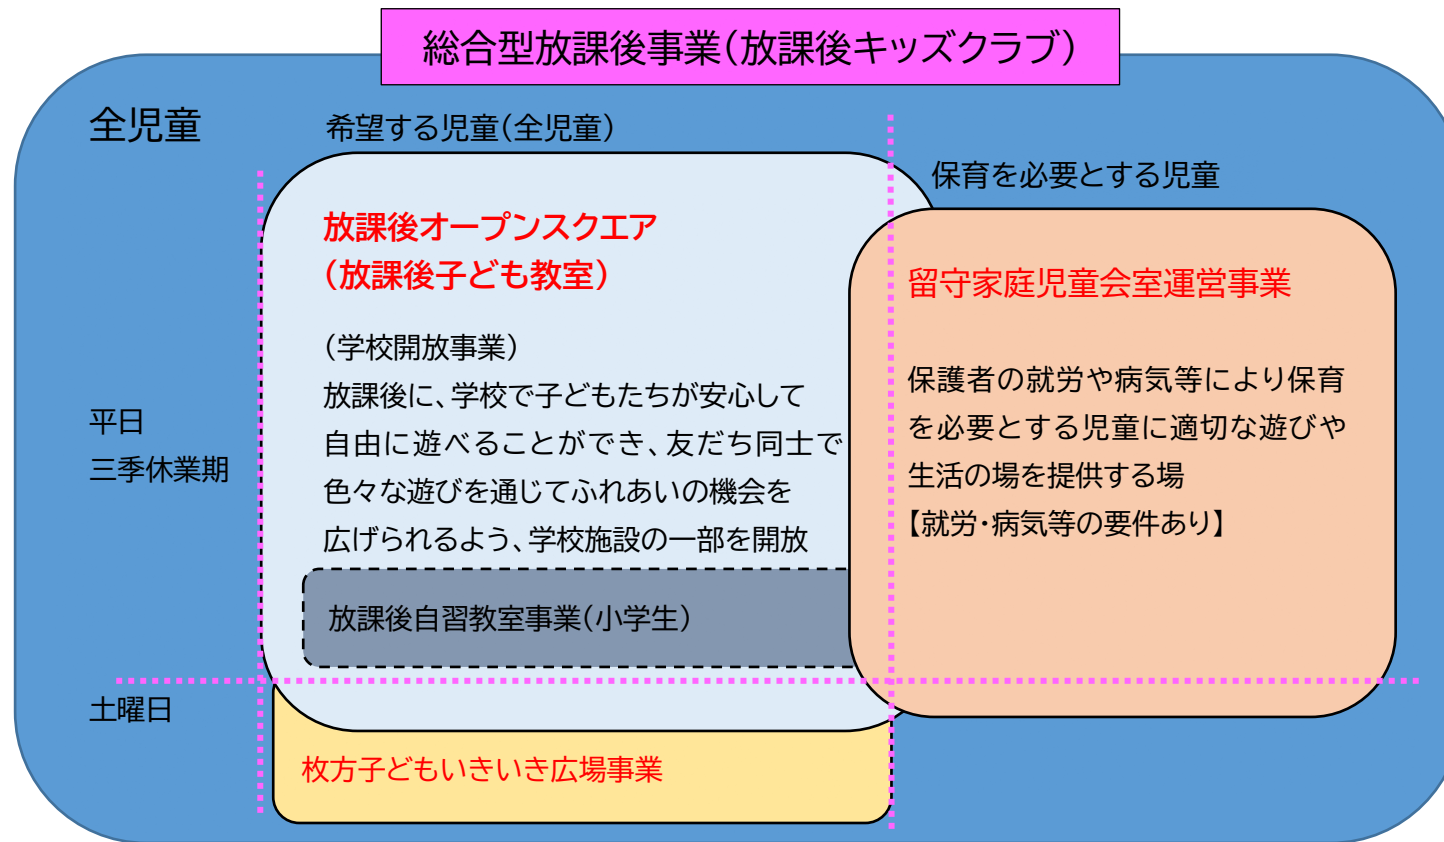 総合型放課後事業(放課後キッズクラブ)
全児童
希望する児童(全児童)
保育を必要とする児童
放課後オープンスクエア
(放課後子ども教室)
(学校開放事業)
放課後に、学校で子どもたちが安心して
自由に遊べることができ、友だち同士で
色々な遊びを通じてふれあいの機会を
広げられるよう、学校施設の一部を開放
放課後自習教室事業(小学生)
留守家庭児童会室運営事業
保護者の就労や病気等により保育
を必要とする児童に適切な遊びや
生活の場を提供する場
【就労・病気等の要件あり】
平日
三季休業期
土曜日
枚方子どもいきいき広場事業